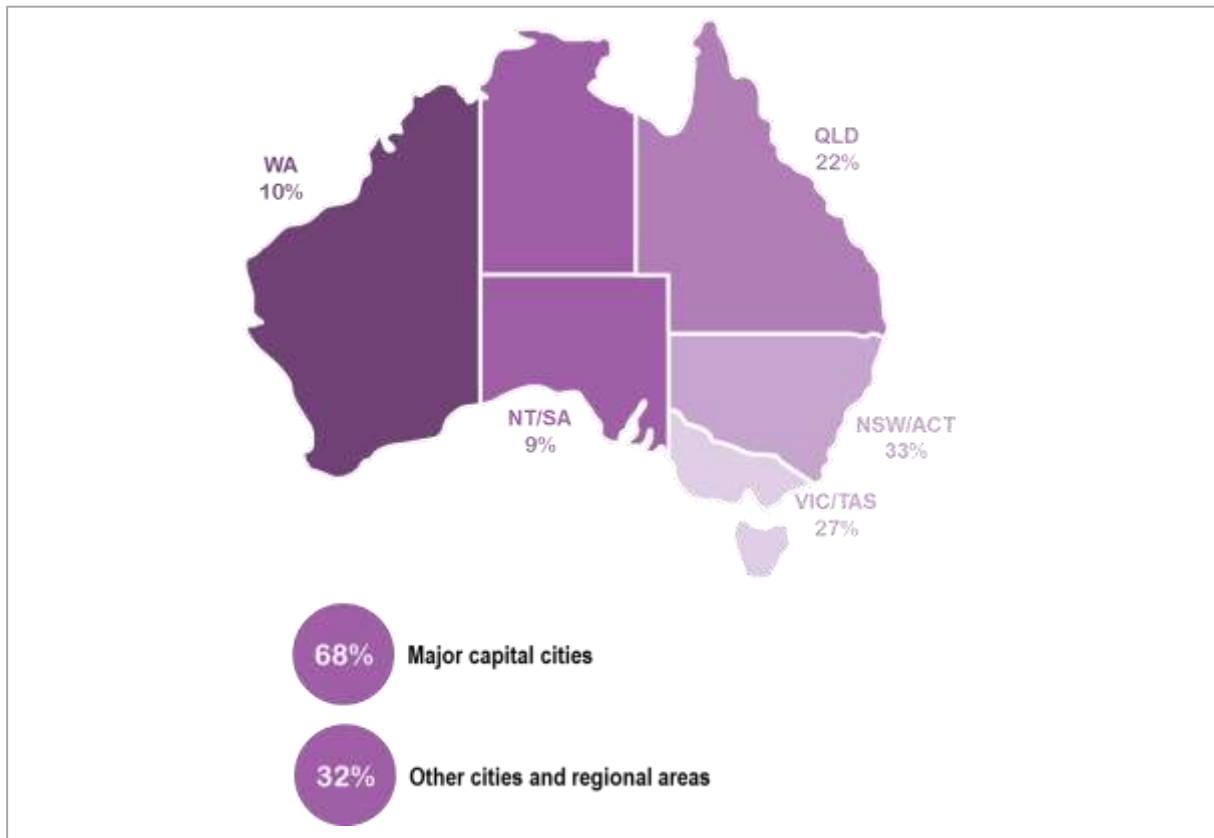 QLD
22%
WA
10%
NT/SA
9%
NSW/ACT
33%
VIC/TAS
27%
68% Major capital cities
32% Other cities and regional areas